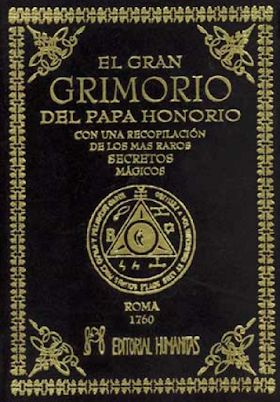 EL GRAN
GRIMORIO
DEL PAPA HONORIO
CON UNA RECOPILACIÓN
DE LOS MAS RAROS
SECRETOS
MÁGICOS
ROMA
1760
EDITORIAL HUMANITAS